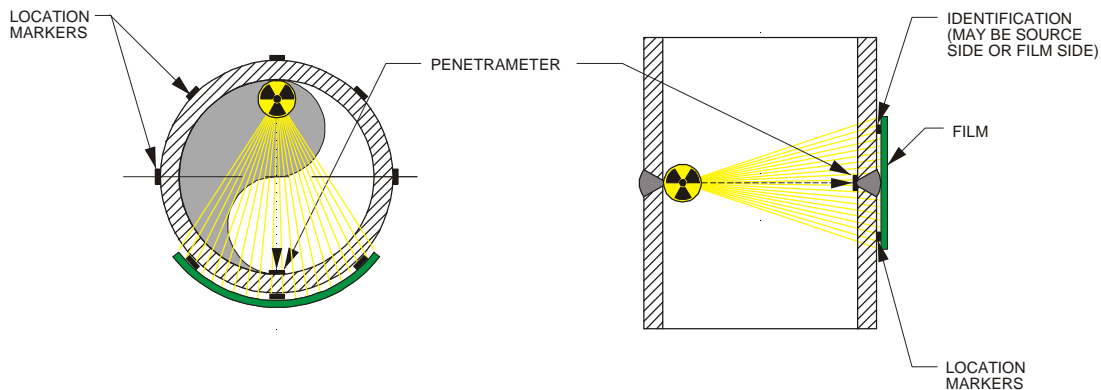 LOCATION
MARKERS
PENETRAMETER
IDENTIFICATION
(MAY BE SOURCE
SIDE OR FILM SIDE)
FILM
LOCATION
MARKERS